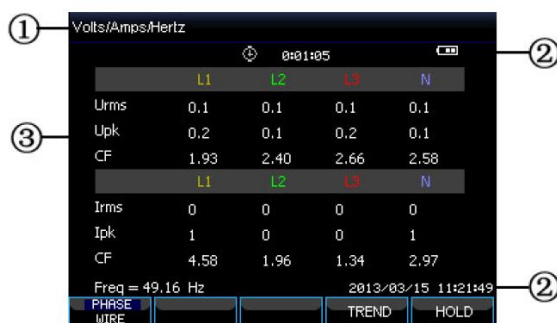 ① Volts/Amps/Hertz
0:01:05 ②
L1 L2 L3 N
Urms 0.1 0.1 0.1 0.1
③ Upk 0.2 0.1 0.2 0.1
CF 1.93 2.40 2.66 2.58
L1 L2 L3 N
Irms 0 0 0 0
Ipk 1 0 0 1
CF 4.58 1.96 1.34 2.97
Freq = 49.16 Hz 2013/03/15 11:21:49 ②
PHASE TREND HOLD
WIRE